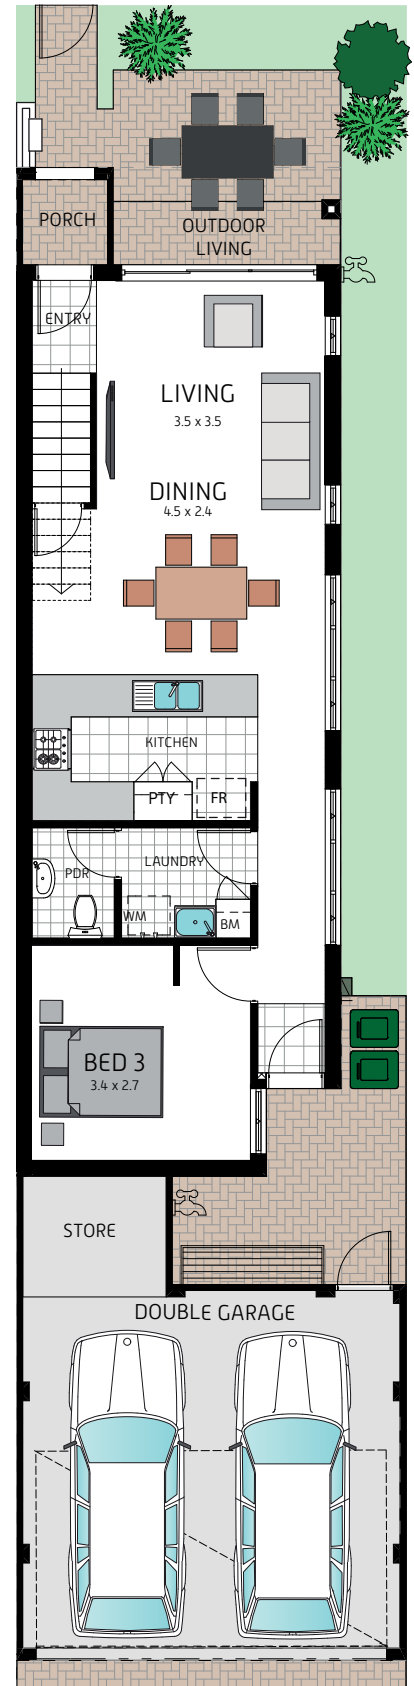 PORCH
OUTDOOR
LIVING
ENTRY
LIVING
3.5 x 3.5
DINING
4.5 x 2.4
KITCHEN
PTY
FR
PDR
LAUNDRY
WM
BM
BED 3
3.4 x 2.7
STORE
DOUBLE GARAGE